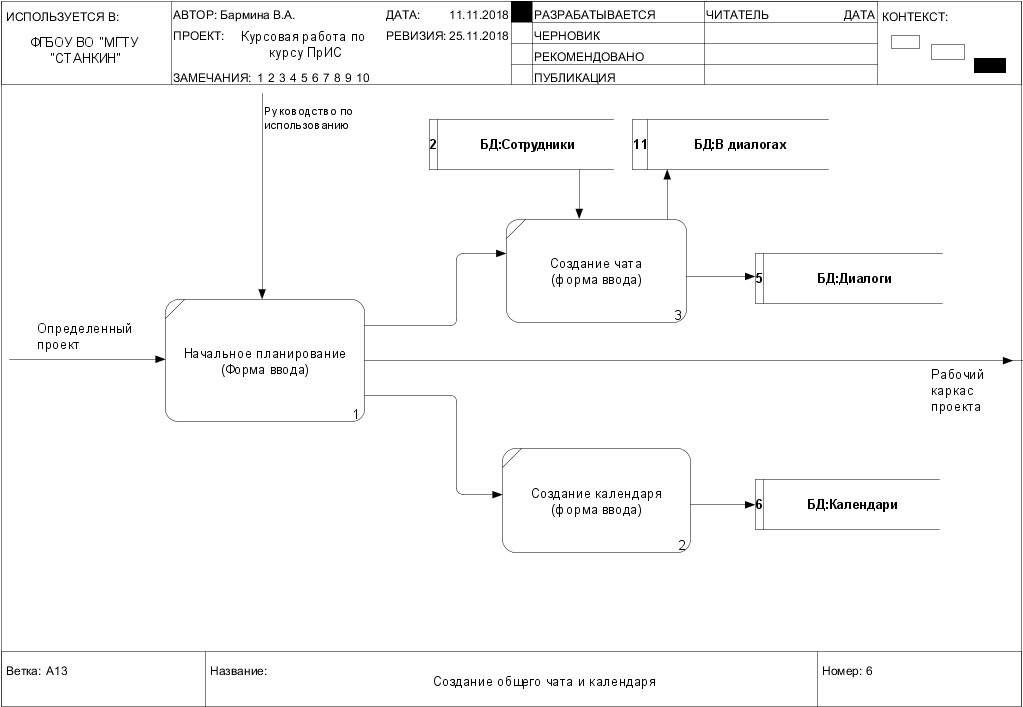 ИСПОЛЬЗУЕТСЯ В:
ФГБОУ ВО "МГТУ
"СТАНКИН"
АВТОР: Бармина В.А.
ДАТА: 11.11.2018
ПРОЕКТ: Курсовая работа по
курсу ПрИС
РЕВИЗИЯ: 25.11.2018
ЗАМЕЧАНИЯ: 1 2 3 4 5 6 7 8 9 10
РАЗРАБАТЫВАЕТСЯ
ЧЕРНОВИК
РЕКОМЕНДОВАНО
ПУБЛИКАЦИЯ
ЧИТАТЕЛЬ ДАТА
КОНТЕКСТ:
Руководство по
использованию
2 БД:Сотрудники
11 БД:В диалогах
Создание чата
(форма ввода)
3
5 БД:Диалоги
Определенный
проект
Начальное планирование
(Форма ввода)
1
Рабочий
каркас
проекта
Создание календаря
(форма ввода)
2
6 БД:Календари
Ветка: A13
Название:
Создание общего чата и календаря
Номер: 6